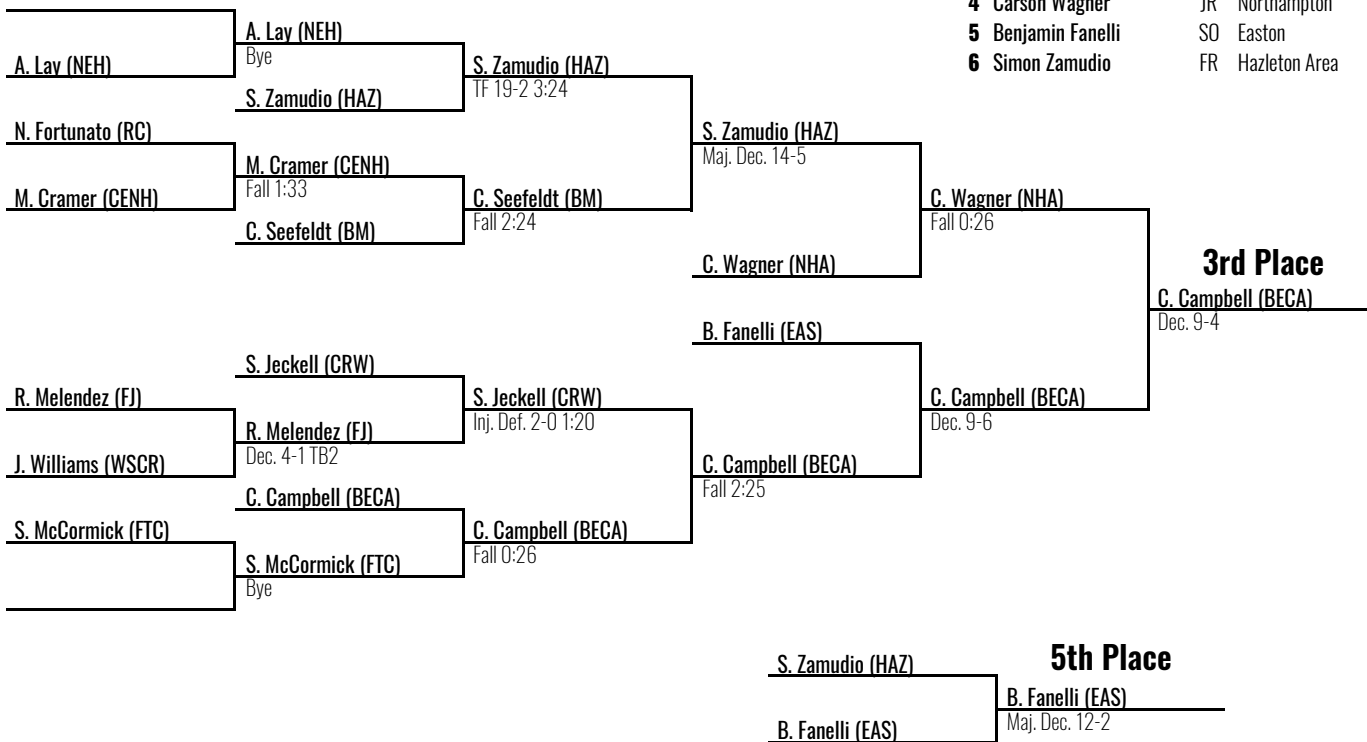 4 Carson Wagner JR Northampton
5 Benjamin Fanelli SO Easton
6 Simon Zamudio FR Hazleton Area
A. Lay (NEH)
Bye
A. Lay (NEH)
S. Zamudio (HAZ)
TF 19-2 3:24
S. Zamudio (HAZ)
N. Fortunato (RC)
S. Zamudio (HAZ)
Maj. Dec. 14-5
M. Cramer (CENH)
Fall 1:33
M. Cramer (CENH)
C. Seefeldt (BM)
Fall 2:24
C. Wagner (NHA)
Fall 0:26
C. Seefeldt (BM)
C. Wagner (NHA)
3rd Place
C. Campbell (BECA)
Dec. 9-4
B. Fanelli (EAS)
S. Jeckell (CRW)
R. Melendez (FJ)
S. Jeckell (CRW)
Inj. Def. 2-0 1:20
C. Campbell (BECA)
Dec. 9-6
R. Melendez (FJ)
Dec. 4-1 TB2
J. Williams (WSCR)
C. Campbell (BECA)
Fall 2:25
C. Campbell (BECA)
S. McCormick (FTC)
C. Campbell (BECA)
Fall 0:26
S. McCormick (FTC)
Bye
5th Place
S. Zamudio (HAZ)
B. Fanelli (EAS)
Maj. Dec. 12-2
B. Fanelli (EAS)